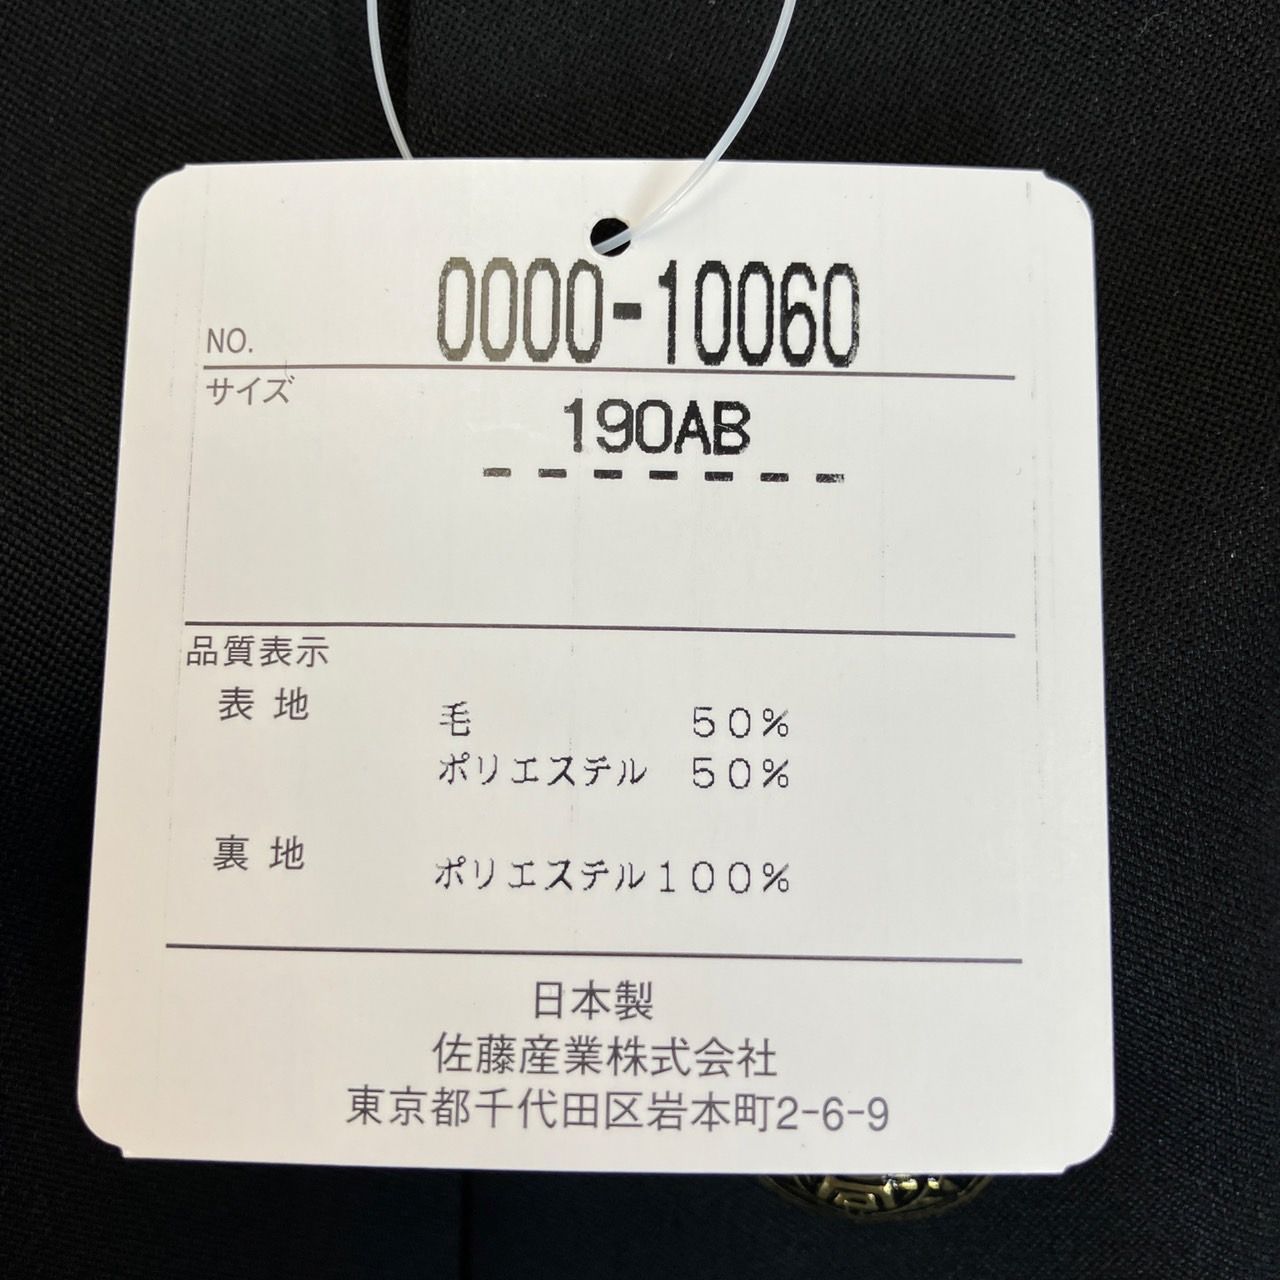 NO. 0000-10060
サイズ
190AB
-------
品質表示
表地 毛 50%
ポリエステル 50%
裏地 ポリエステル100%
日本製
佐藤産業株式会社
東京都千代田区岩本町2-6-9